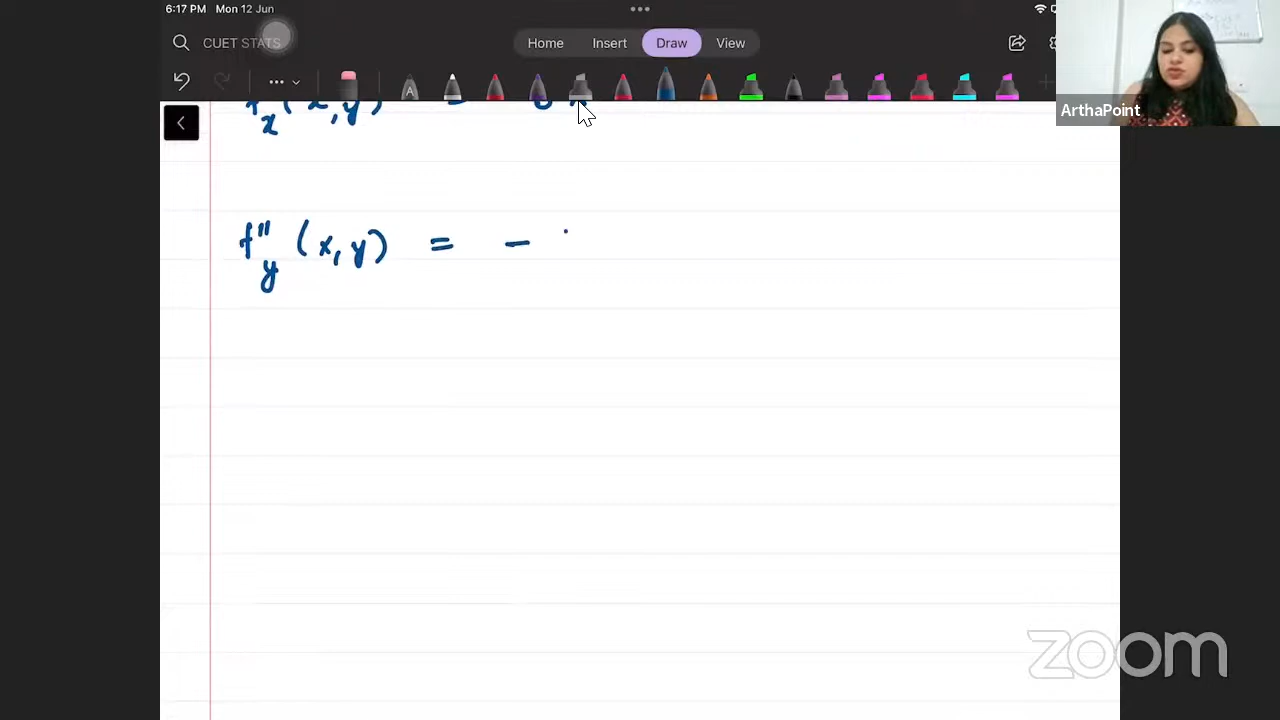 6:17 PM Mon 12 Jun
CUET STATS
Home Insert Draw View
A
ArthaPoint
x (x,y) =
f"y (x,y) = -
zoom